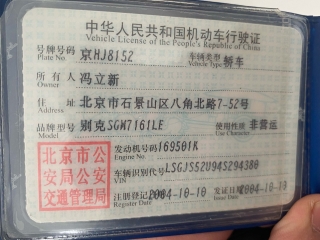 中华人民共和国机动车行驶证
Vehicle License of the People's Republic of China
号牌号码 京HJ8152 车辆类型 轿车
Plate No Vehicle Type
所有人 冯立新
Owner
住址 北京市石景山区八角北路7-52号
Address
品牌型号 别克SGW7161LE 使用性质 非营运
Model Use Character
北京市公安局公安交通管理局
发动机号码 169501K
Engine No
车辆识别代号 LSGJS52U94S294380
VIN
注册登记日期 2004-10-10 发证日期 2004-10-13
Register Date Issue Date